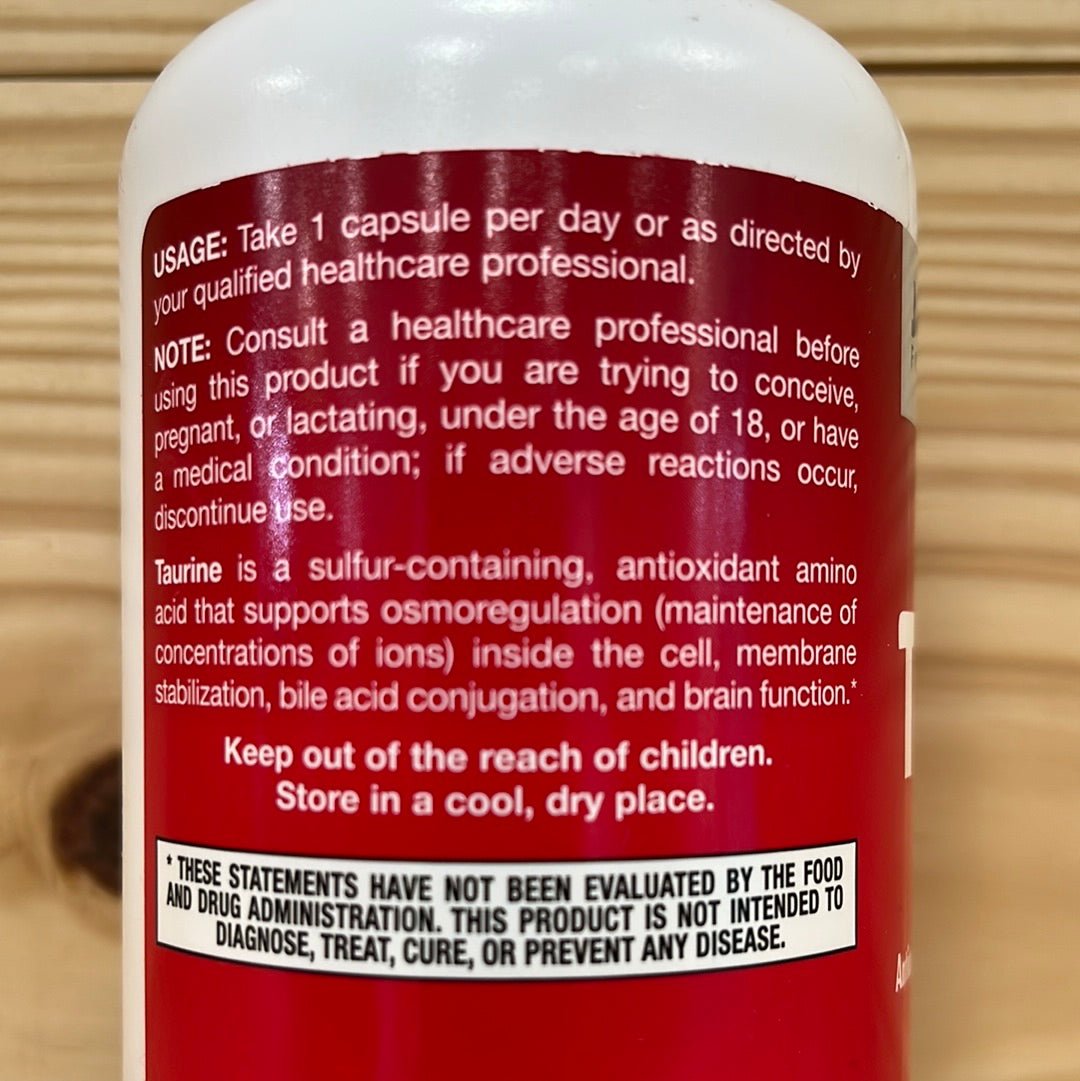 USAGE: Take 1 capsule per day or as directed by
your qualified healthcare professional.
NOTE: Consult a healthcare professional before
using this product if you are trying to conceive,
pregnant, or lactating, under the age of 18, or have
a medical condition; if adverse reactions occur,
discontinue use.
Taurine is a sulfur-containing, antioxidant amino
acid that supports osmoregulation (maintenance of
concentrations of ions) inside the cell, membrane
stabilization, bile acid conjugation, and brain function.*
Keep out of the reach of children.
Store in a cool, dry place.
* THESE STATEMENTS HAVE NOT BEEN EVALUATED BY THE FOOD
AND DRUG ADMINISTRATION. THIS PRODUCT IS NOT INTENDED TO
DIAGNOSE, TREAT, CURE, OR PREVENT ANY DISEASE.